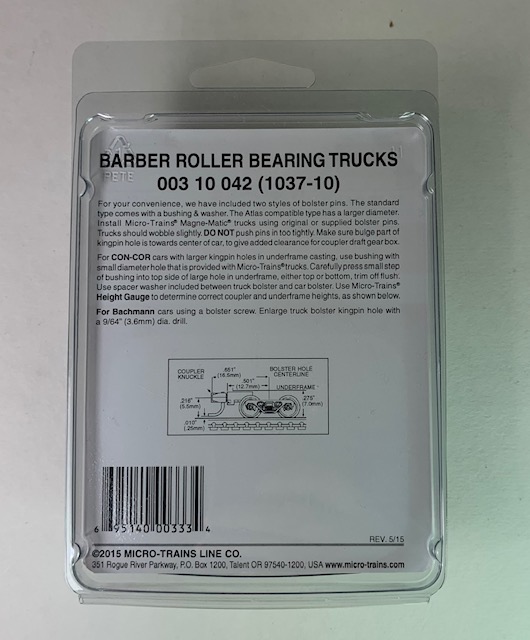 PETE
BARBER ROLLER BEARING TRUCKS
003 10 042 (1037-10)
For your convenience, we have included two styles of bolster pins. The standard
type comes with a bushing & washer. The Atlas compatible type has a larger diameter.
Install Micro-Trains® Magne-Matic® trucks using original or supplied bolster pins.
Trucks should wobble slightly. DO NOT push pins in too tightly. Make sure bulge part of
kingpin hole is towards center of car, to give added clearance for coupler draft gear box.
For CON-COR cars with larger kingpin holes in underframe casting, use bushing with
small diameter hole that is provided with Micro-Trains® trucks. Carefully press small step
of bushing into top side of large hole in underframe, either top or bottom, trim off flush.
Use spacer washer included between truck bolster and car bolster. Use Micro-Trains®
Height Gauge to determine correct coupler and underframe heights, as shown below.
For Bachmann cars using a bolster screw. Enlarge truck bolster kingpin hole with
a 9/64" (3.6mm) dia. drill.
COUPLER
KNUCKLE
.651"
(16.5mm)
.501"
(12.7mm)
BOLSTER HOLE
CENTERLINE
UNDERFRAME
.216"
(5.5mm)
.275"
(7.0mm)
.010"
(.25mm)
6 95140 00333 4
REV. 5/15
©2015 MICRO-TRAINS LINE CO.
351 Rogue River Parkway, P.O. Box 1200, Talent OR 97540-1200, USA www.micro-trains.com